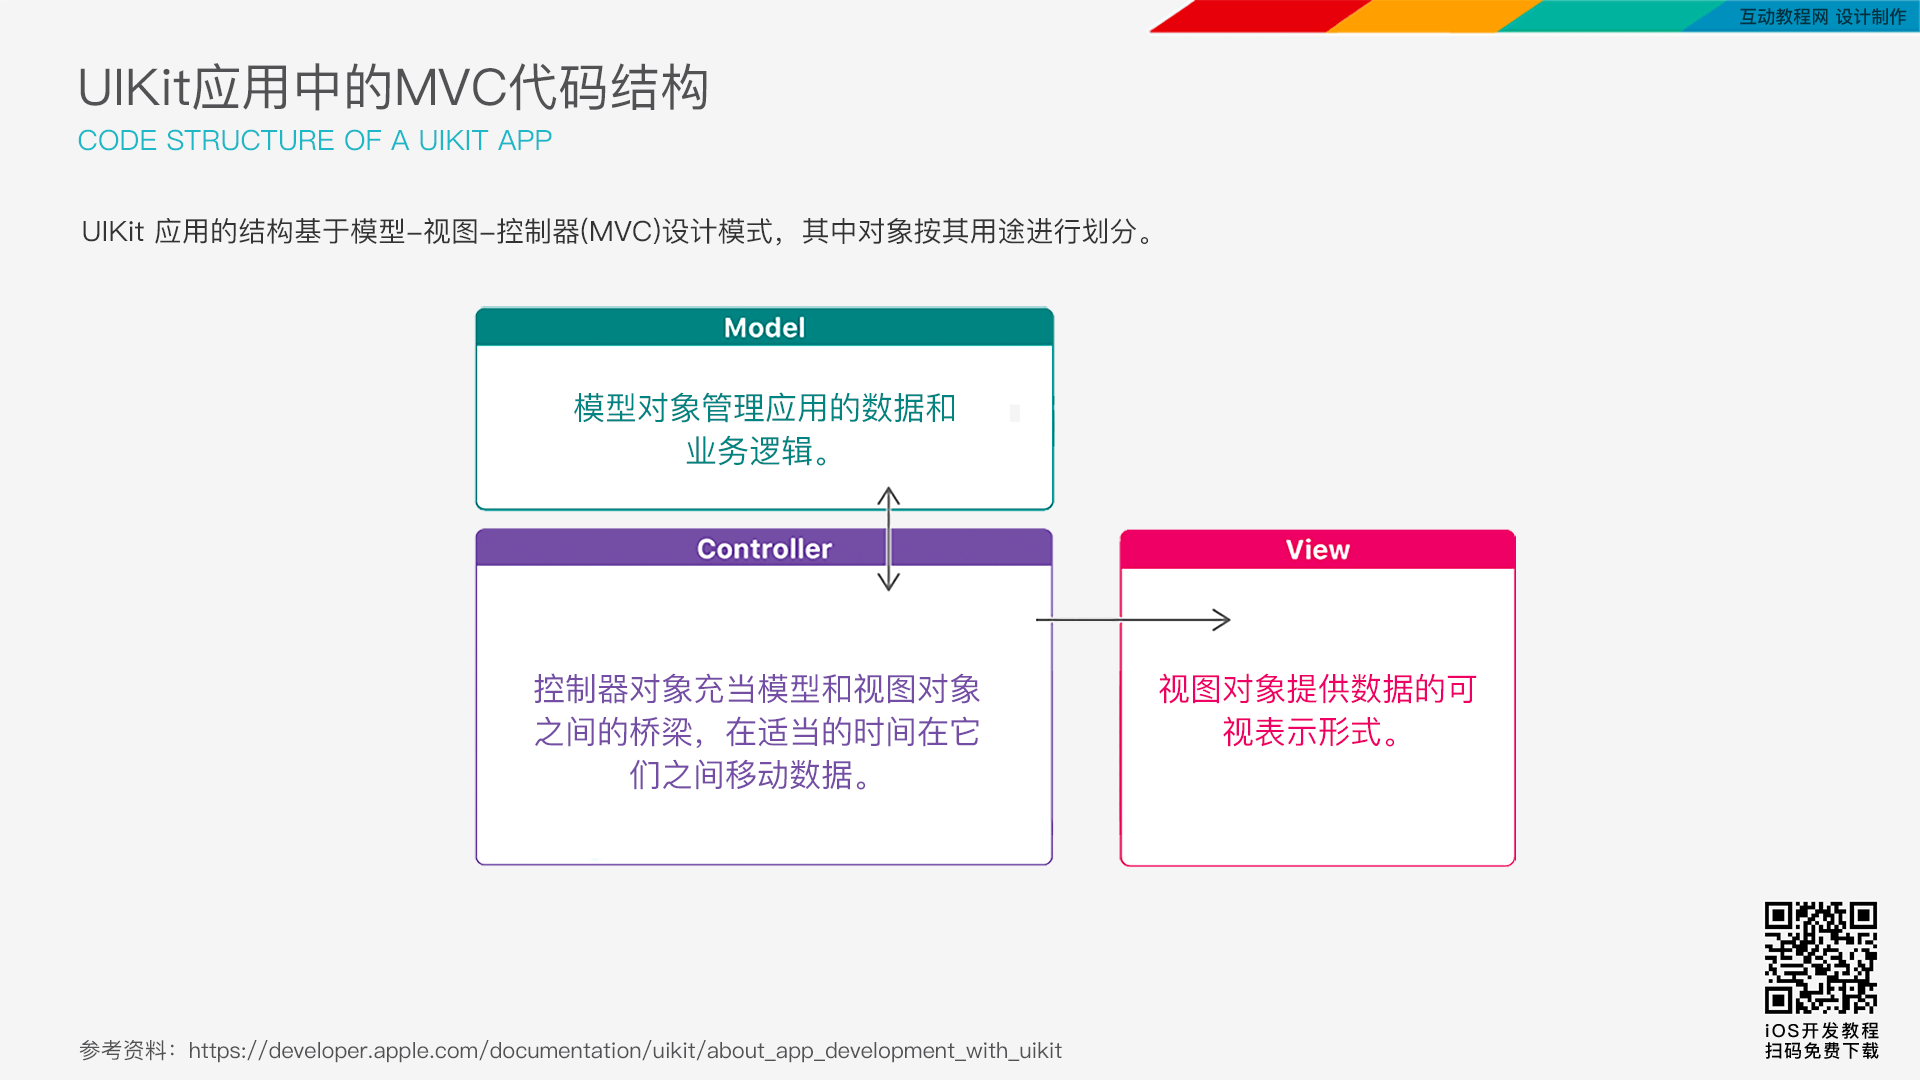 互动教程网 设计制作
UIKit应用中的MVC代码结构
CODE STRUCTURE OF A UIKIT APP
UIKit 应用的结构基于模型-视图-控制器(MVC)设计模式，其中对象按其用途进行划分。
Model
模型对象管理应用的数据和
业务逻辑。
Controller
控制器对象充当模型和视图对象
之间的桥梁，在适当的时间在它
们之间移动数据。
View
视图对象提供数据的可
视表示形式。
iOS开发教程
扫码免费下载
参考资料：https://developer.apple.com/documentation/uikit/about_app_development_with_uikit